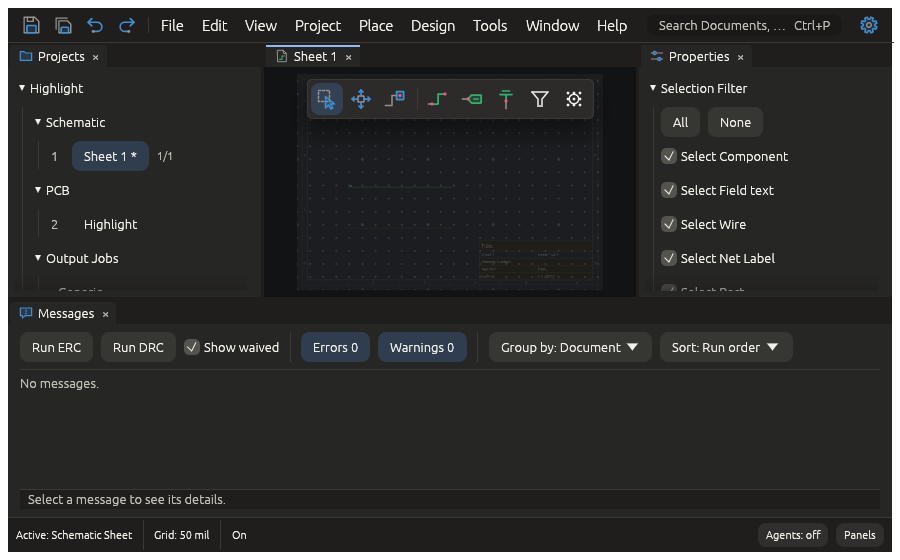 File Edit View Project Place Design Tools Window Help Search Documents, ... Ctrl+P
Projects × Sheet 1 × Properties ×
Highlight
Selection Filter
All None
Schematic
1 Sheet 1 * 1/1
Select Component
PCB
Select Field text
2 Highlight
Select Wire
Output Jobs
Select Net Label
Messages ×
Run ERC Run DRC Show waived Errors 0 Warnings 0 Group by: Document Sort: Run order
No messages.
Select a message to see its details.
Active: Schematic Sheet Grid: 50 mil On Agents: off Panels